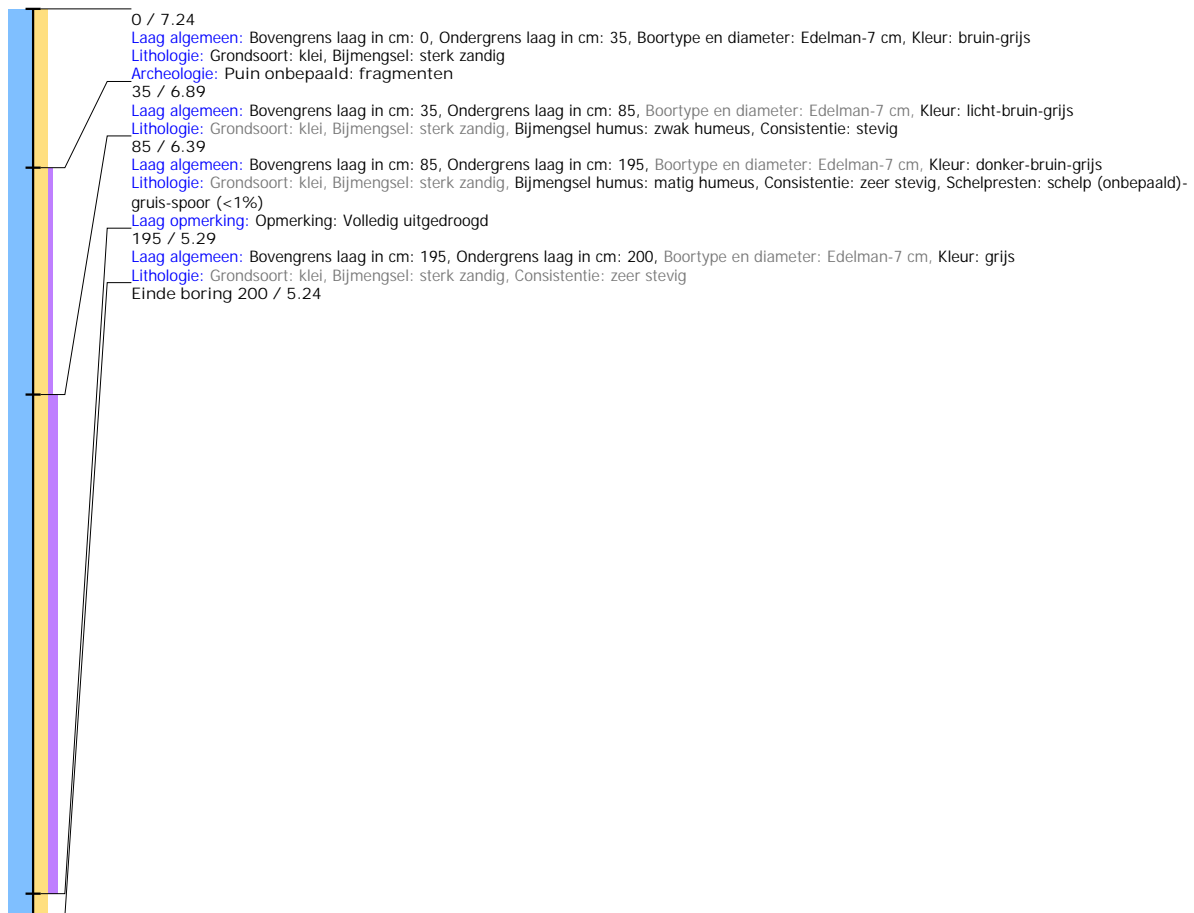 0 / 7.24
Laag algemeen: Bovengrens laag in cm: 0, Ondergrens laag in cm: 35, Boortype en diameter: Edelman-7 cm, Kleur: bruin-grijs
Lithologie: Grondsoort: klei, Bijmengsel: sterk zandig
Archeologie: Puin onbepaald: fragmenten
35 / 6.89
Laag algemeen: Bovengrens laag in cm: 35, Ondergrens laag in cm: 85, Boortype en diameter: Edelman-7 cm, Kleur: licht-bruin-grijs
Lithologie: Grondsoort: klei, Bijmengsel: sterk zandig, Bijmengsel humus: zwak humeus, Consistentie: stevig
85 / 6.39
Laag algemeen: Bovengrens laag in cm: 85, Ondergrens laag in cm: 195, Boortype en diameter: Edelman-7 cm, Kleur: donker-bruin-grijs
Lithologie: Grondsoort: klei, Bijmengsel: sterk zandig, Bijmengsel humus: matig humeus, Consistentie: zeer stevig, Schelpresten: schelp (onbepaald)-
gruis-spoor (<1%)
Laag opmerking: Opmerking: Volledig uitgedroogd
195 / 5.29
Laag algemeen: Bovengrens laag in cm: 195, Ondergrens laag in cm: 200, Boortype en diameter: Edelman-7 cm, Kleur: grijs
Lithologie: Grondsoort: klei, Bijmengsel: sterk zandig, Consistentie: zeer stevig
Einde boring 200 / 5.24